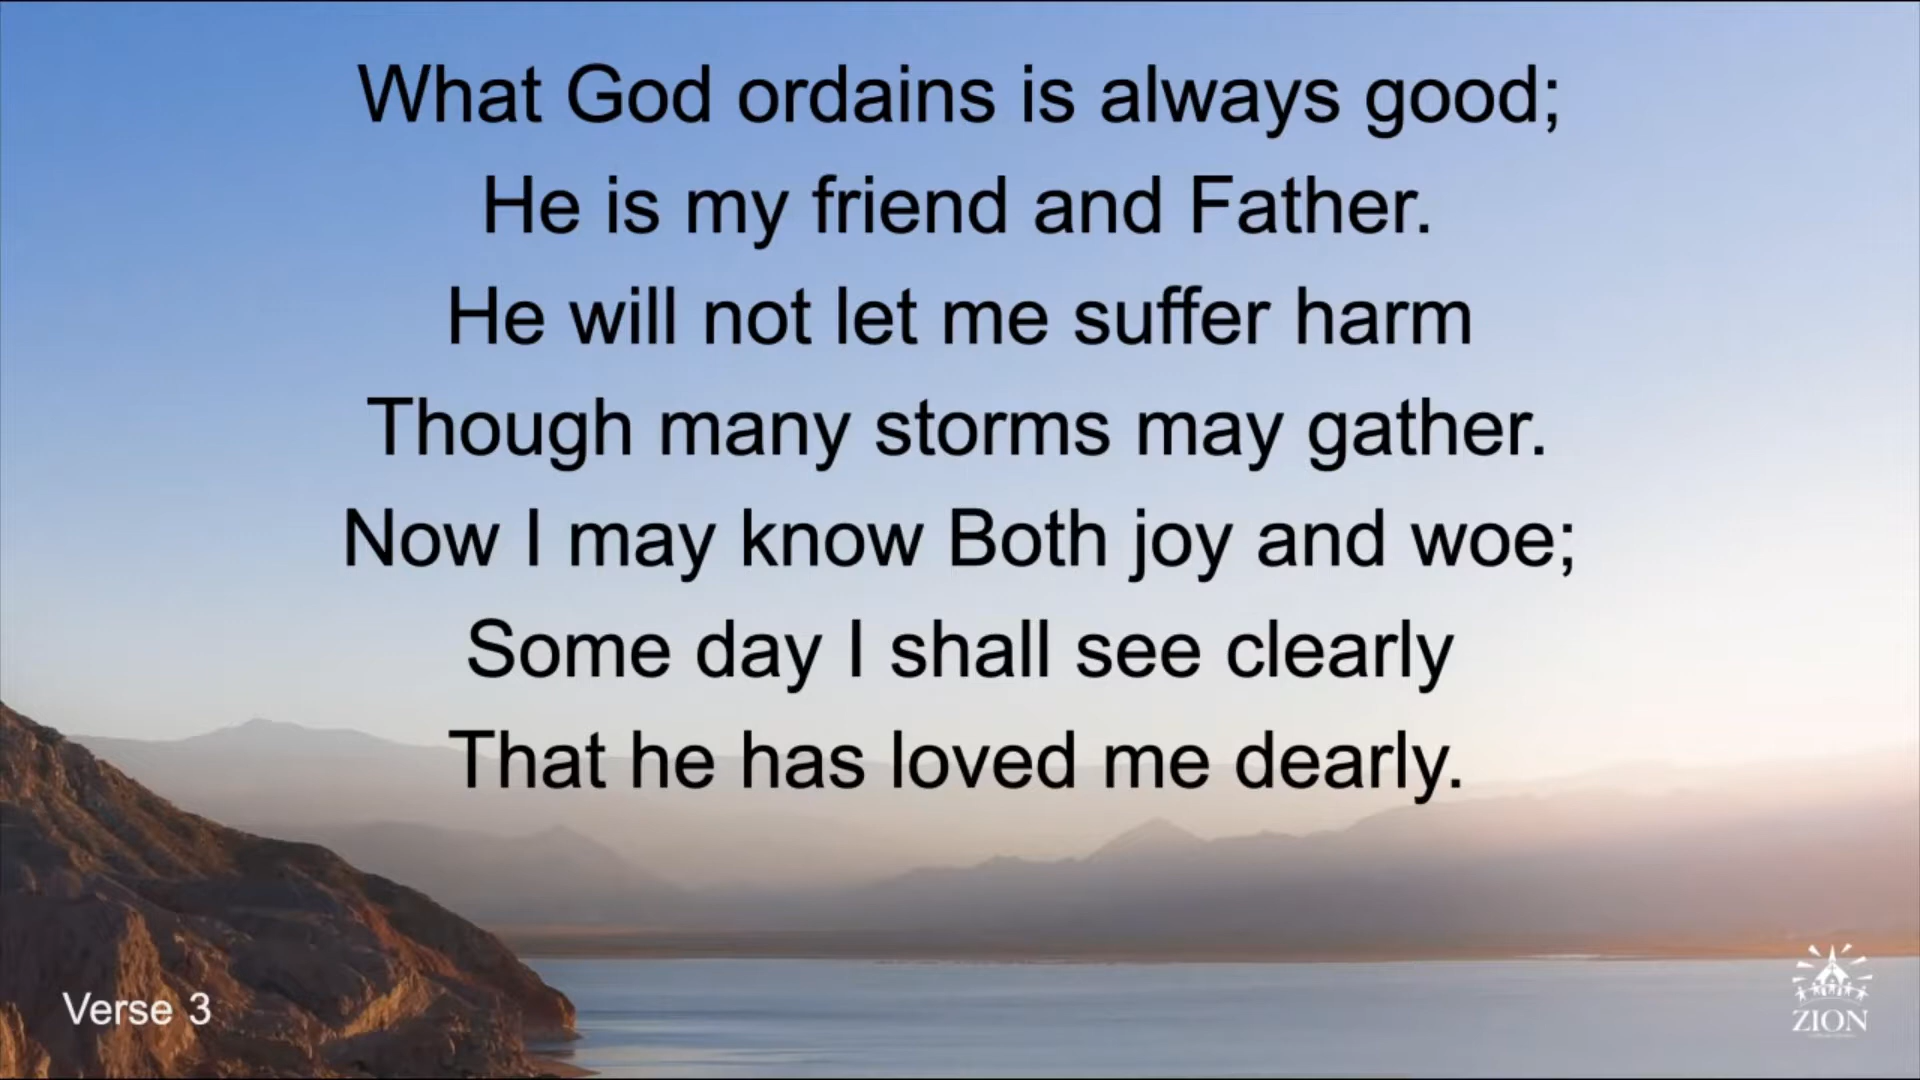 What God ordains is always good;
He is my friend and Father.
He will not let me suffer harm
Though many storms may gather.
Now I may know Both joy and woe;
Some day I shall see clearly
That he has loved me dearly.
Verse 3
ZION